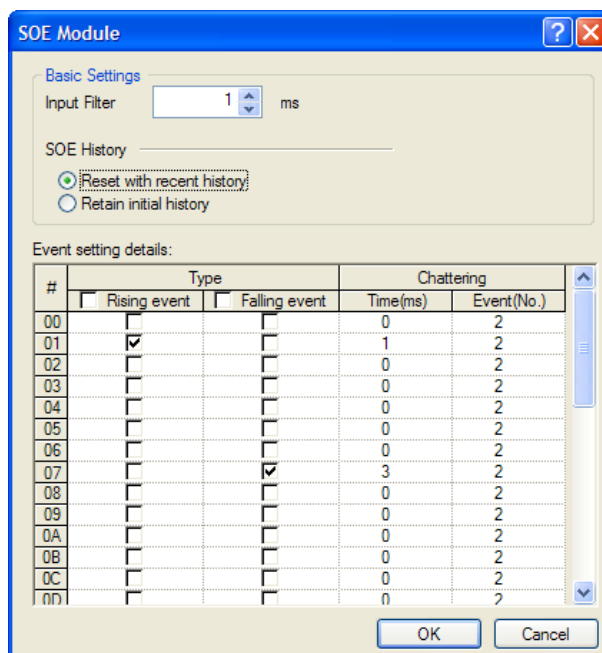 SOE Module
Basic Settings
Input Filter 1 ms
SOE History
Reset with recent history
Retain initial history
Event setting details:
# Type Chattering
Rising event Falling event Time(ms) Event(No.)
00 0 2
01 1 2
02 0 2
03 0 2
04 0 2
05 0 2
06 0 2
07 3 2
08 0 2
09 0 2
0A 0 2
0B 0 2
0C 0 2
0D 0 2
OK Cancel